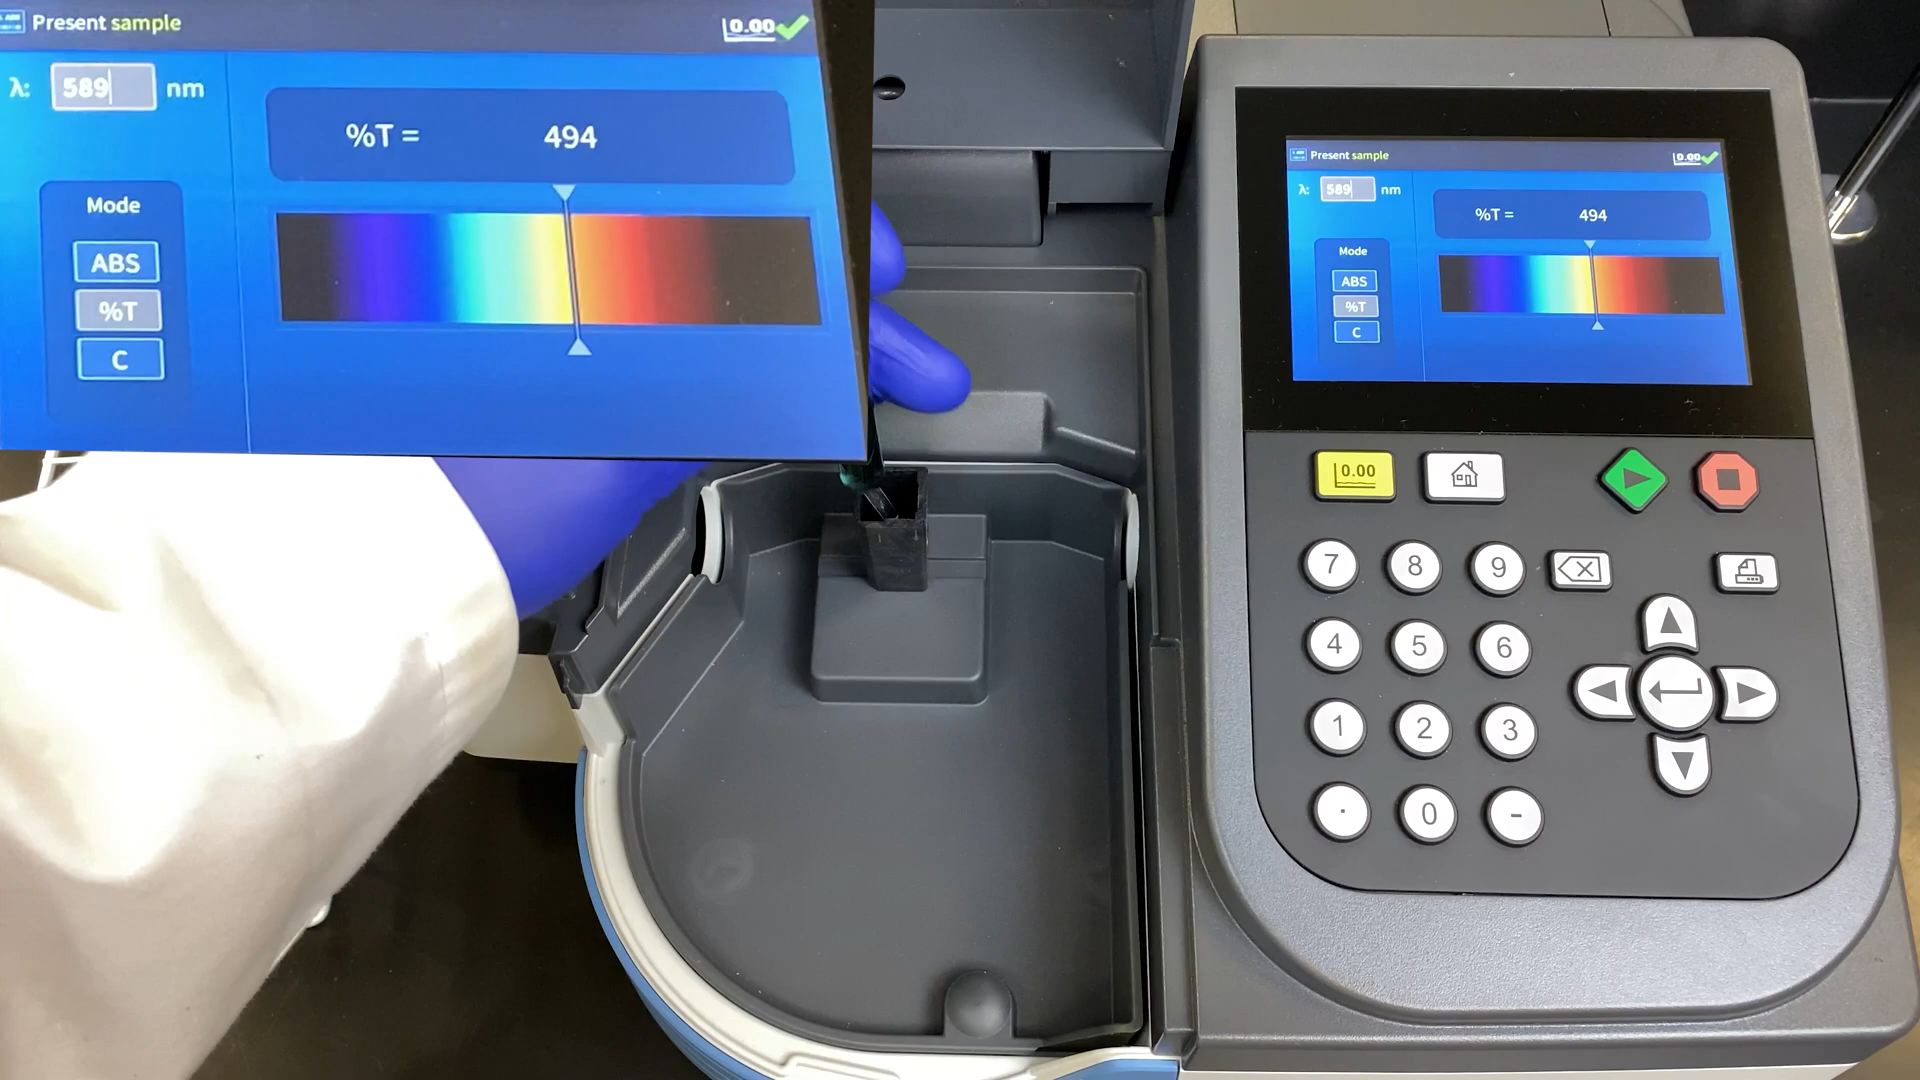 Present sample
0.00
λ: 589 nm
%T = 494
Mode
ABS
%T
C
Present sample
0.00
λ: 589 nm
%T = 494
Mode
ABS
%T
C
0.00
7 8 9
4 5 6
1 2 3
. 0 -